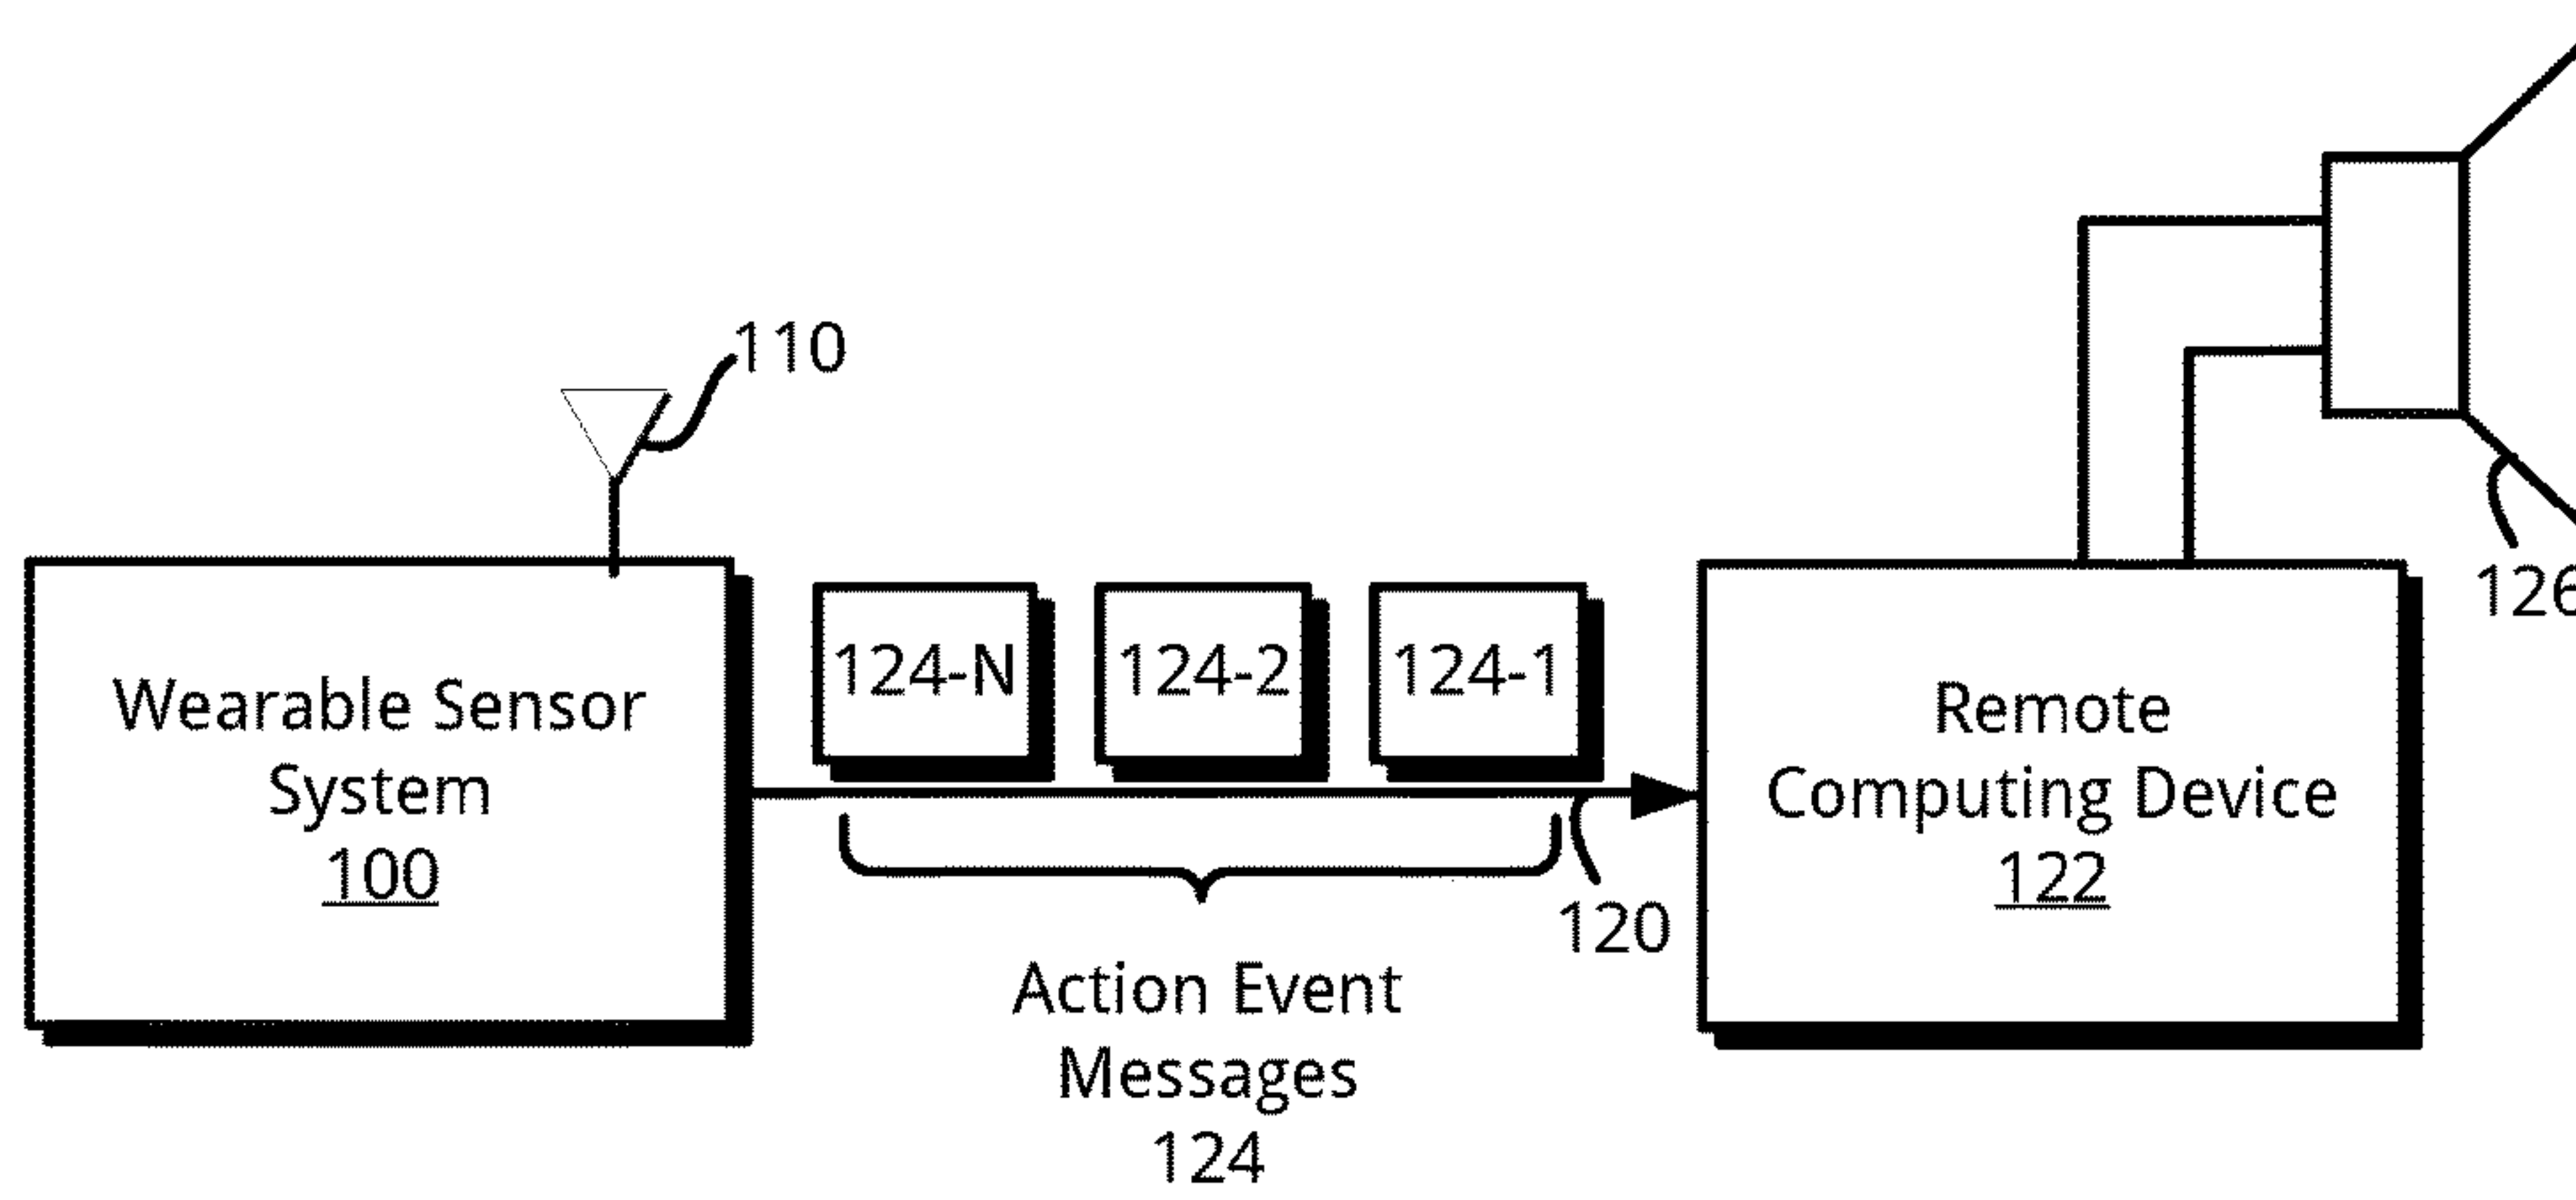 110
126
124-N 124-2 124-1
Wearable Sensor
System
100
Remote
Computing Device
122
120
Action Event
Messages
124